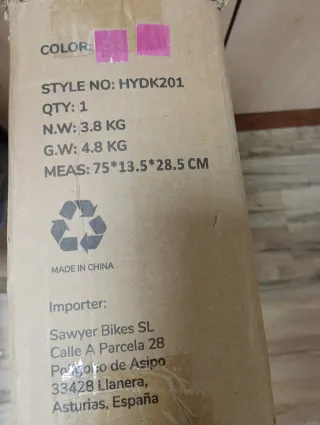 COLOR:
STYLE NO: HYDK201
QTY: 1
N.W: 3.8 KG
G.W: 4.8 KG
MEAS: 75*13.5*28.5 CM
MADE IN CHINA
Importer:
Sawyer Bikes SL
Calle A Parcela 28
Polígono de Asipo
33428 Llanera,
Asturias, España